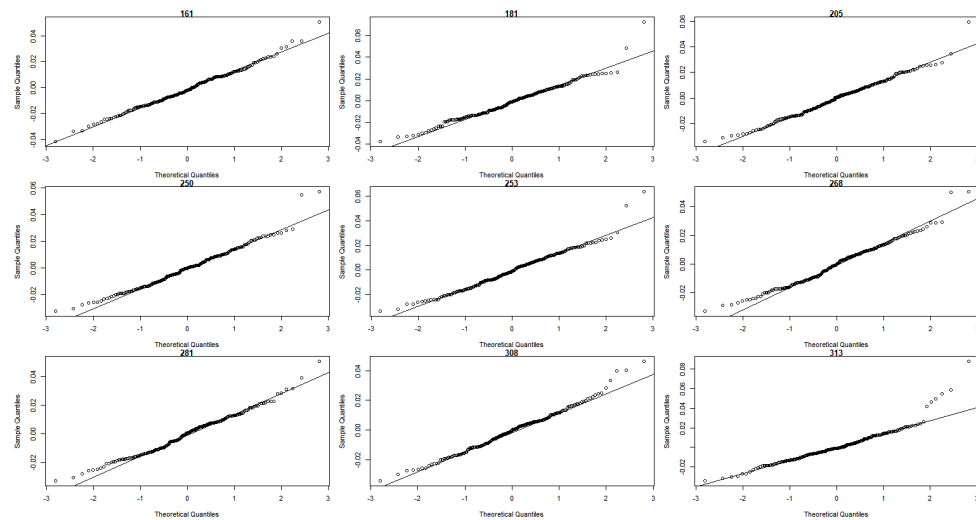 161
Sample Quantiles
-0.04 -0.02 0.00 0.02 0.04
-3 -2 -1 0 1 2 3
Theoretical Quantiles
181
Sample Quantiles
-0.04 -0.02 0.00 0.02 0.04 0.06
-3 -2 -1 0 1 2 3
Theoretical Quantiles
205
Sample Quantiles
-0.04 -0.02 0.00 0.02 0.04 0.06
-3 -2 -1 0 1 2 3
Theoretical Quantiles
250
Sample Quantiles
-0.02 0.00 0.02 0.04 0.06
-3 -2 -1 0 1 2 3
Theoretical Quantiles
253
Sample Quantiles
-0.02 0.00 0.02 0.04 0.06
-3 -2 -1 0 1 2 3
Theoretical Quantiles
268
Sample Quantiles
-0.02 0.00 0.02 0.04
-3 -2 -1 0 1 2 3
Theoretical Quantiles
281
Sample Quantiles
-0.02 0.00 0.02 0.04
-3 -2 -1 0 1 2 3
Theoretical Quantiles
308
Sample Quantiles
-0.02 0.00 0.02 0.04
-3 -2 -1 0 1 2 3
Theoretical Quantiles
313
Sample Quantiles
-0.02 0.02 0.04 0.06 0.08
-3 -2 -1 0 1 2 3
Theoretical Quantiles